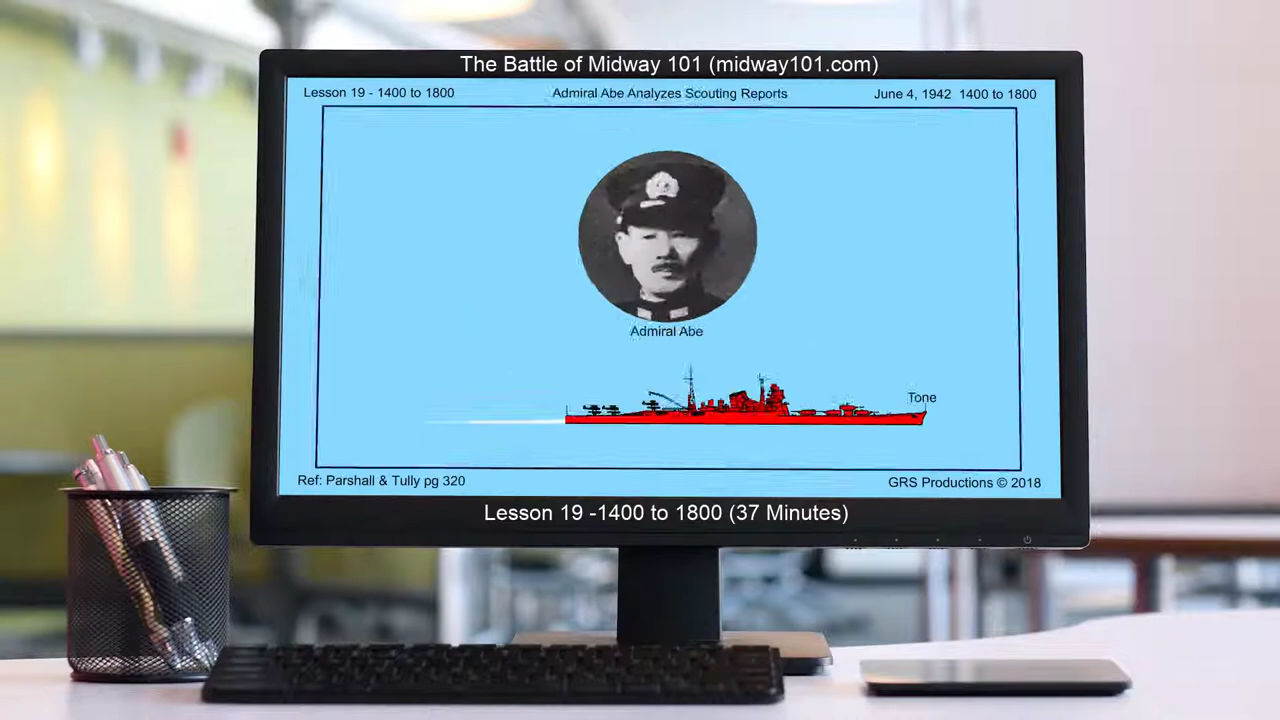 The Battle of Midway 101 (midway101.com)
Lesson 19 - 1400 to 1800
Admiral Abe Analyzes Scouting Reports
June 4, 1942 1400 to 1800
Admiral Abe
Tone
Ref: Parshall & Tully pg 320
GRS Productions © 2018
Lesson 19 -1400 to 1800 (37 Minutes)